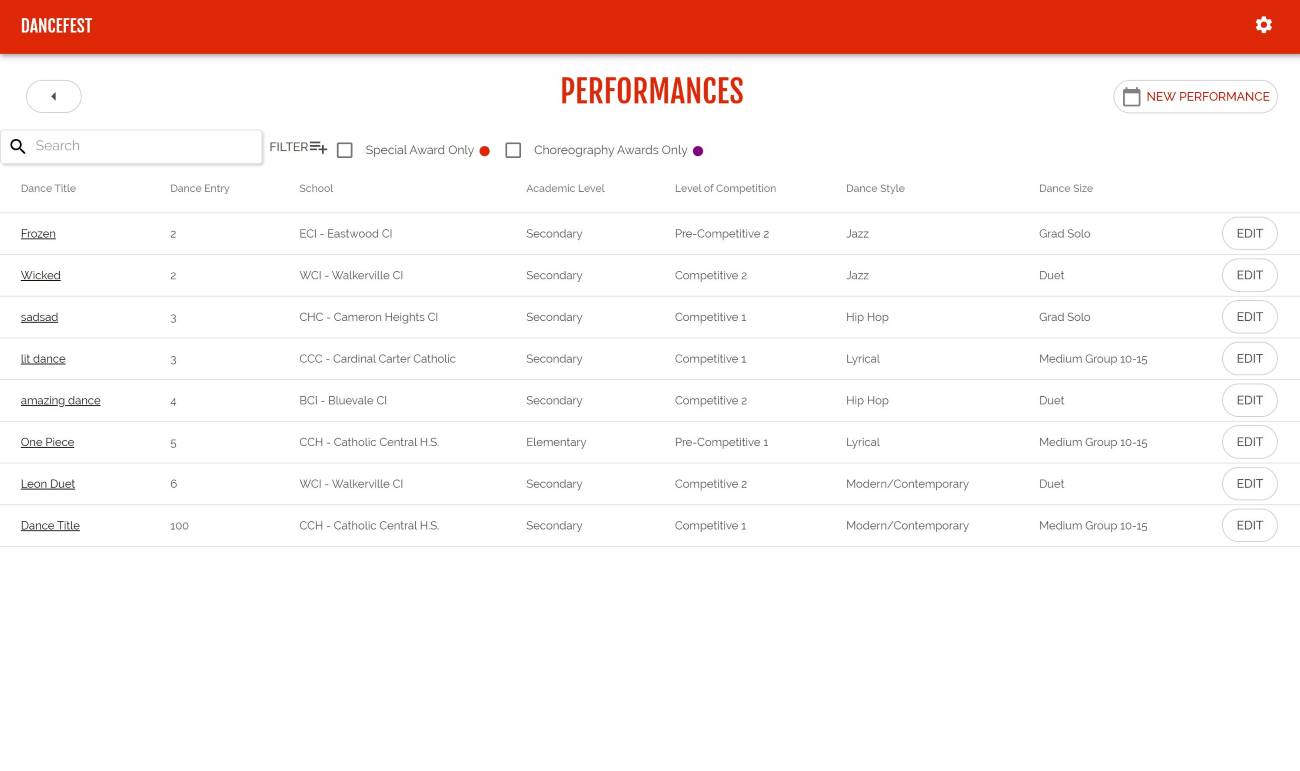 DANCEFEST
PERFORMANCES
NEW PERFORMANCE
Search FILTER Special Award Only Choreography Awards Only
Dance Title Dance Entry School Academic Level Level of Competition Dance Style Dance Size
Frozen 2 ECI - Eastwood CI Secondary Pre-Competitive 2 Jazz Grad Solo EDIT
Wicked 2 WCI - Walkerville CI Secondary Competitive 2 Jazz Duet EDIT
sadsad 3 CHC - Cameron Heights CI Secondary Competitive 1 Hip Hop Grad Solo EDIT
lit dance 3 CCC - Cardinal Carter Catholic Secondary Competitive 1 Lyrical Medium Group 10-15 EDIT
amazing dance 4 BCI - Bluevale CI Secondary Competitive 2 Hip Hop Duet EDIT
One Piece 5 CCH - Catholic Central H.S. Elementary Pre-Competitive 1 Lyrical Medium Group 10-15 EDIT
Leon Duet 6 WCI - Walkerville CI Secondary Competitive 2 Modern/Contemporary Duet EDIT
Dance Title 100 CCH - Catholic Central H.S. Secondary Competitive 1 Modern/Contemporary Medium Group 10-15 EDIT